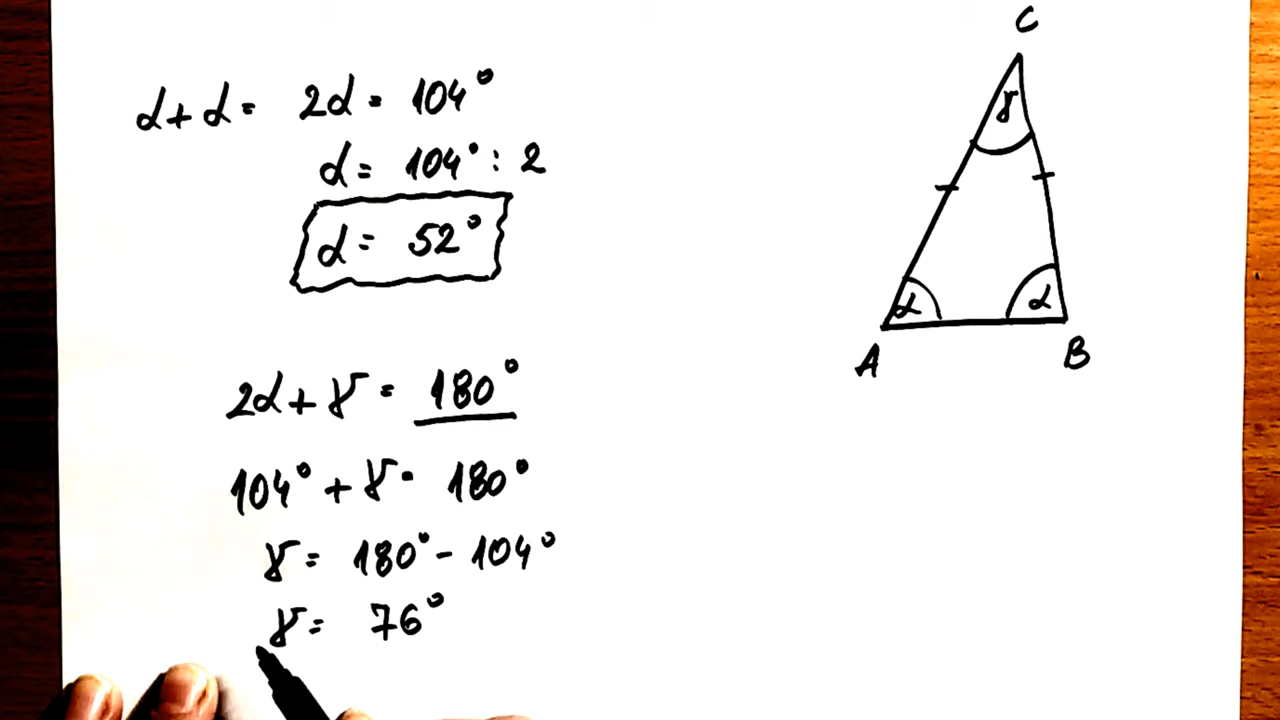 α + α = 2α = 104°
α = 104° : 2
α = 52°
2α + γ = 180°
104° + γ = 180°
γ = 180° - 104°
γ = 76°
C
γ
α
α
A
B